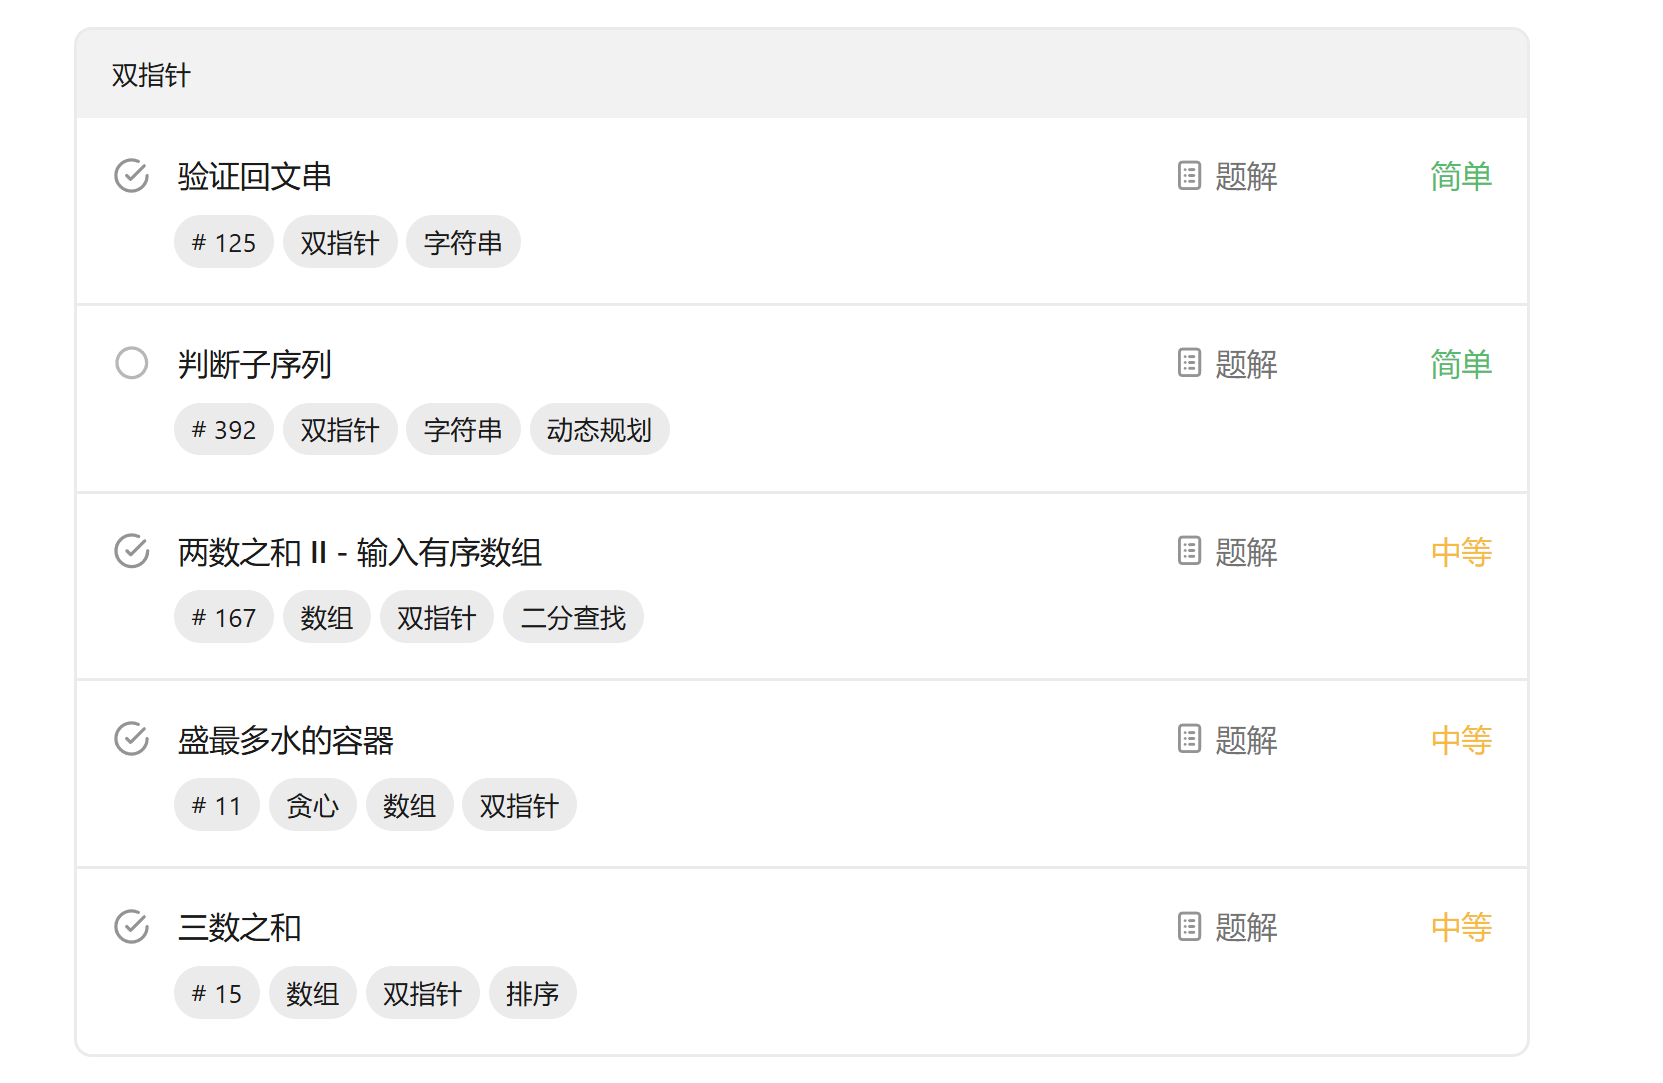 双指针
验证回文串 题解 简单
# 125 双指针 字符串
判断子序列 题解 简单
# 392 双指针 字符串 动态规划
两数之和 II - 输入有序数组 题解 中等
# 167 数组 双指针 二分查找
盛最多水的容器 题解 中等
# 11 贪心 数组 双指针
三数之和 题解 中等
# 15 数组 双指针 排序